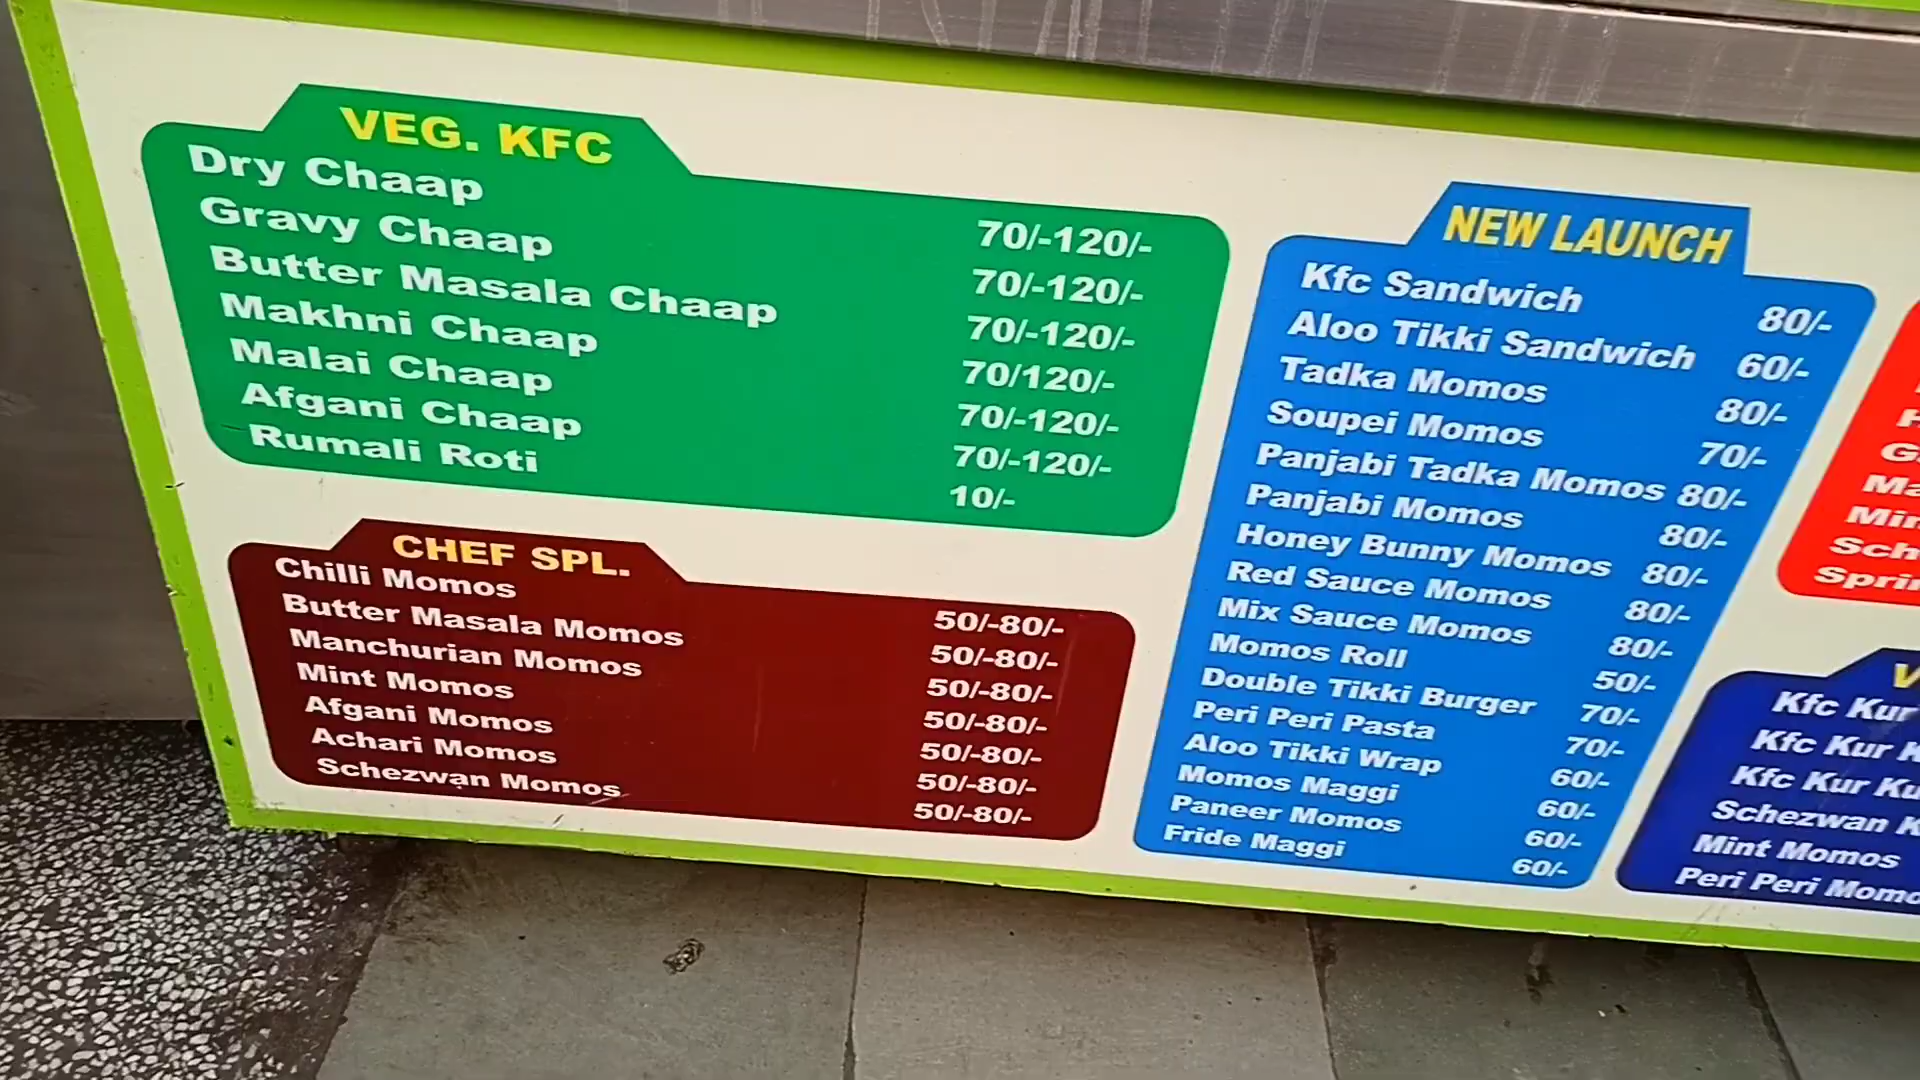 VEG. KFC
Dry Chaap 70/-120/-
Gravy Chaap 70/-120/-
Butter Masala Chaap 70/-120/-
Makhni Chaap 70/120/-
Malai Chaap 70/-120/-
Afgani Chaap 70/-120/-
Rumali Roti 10/-
CHEF SPL.
Chilli Momos 50/-80/-
Butter Masala Momos 50/-80/-
Manchurian Momos 50/-80/-
Mint Momos 50/-80/-
Afgani Momos 50/-80/-
Achari Momos 50/-80/-
Schezwan Momos 50/-80/-
NEW LAUNCH
Kfc Sandwich 80/-
Aloo Tikki Sandwich 60/-
Tadka Momos 80/-
Soupei Momos 70/-
Panjabi Tadka Momos 80/-
Panjabi Momos 80/-
Honey Bunny Momos 80/-
Red Sauce Momos 80/-
Mix Sauce Momos 80/-
Momos Roll 50/-
Double Tikki Burger 70/-
Peri Peri Pasta 70/-
Aloo Tikki Wrap 60/-
Momos Maggi 60/-
Paneer Momos 60/-
Fride Maggi 60/-
Kfc Kur
Kfc Kur
Kfc Kur
Schezwan
Mint Momos
Peri Peri